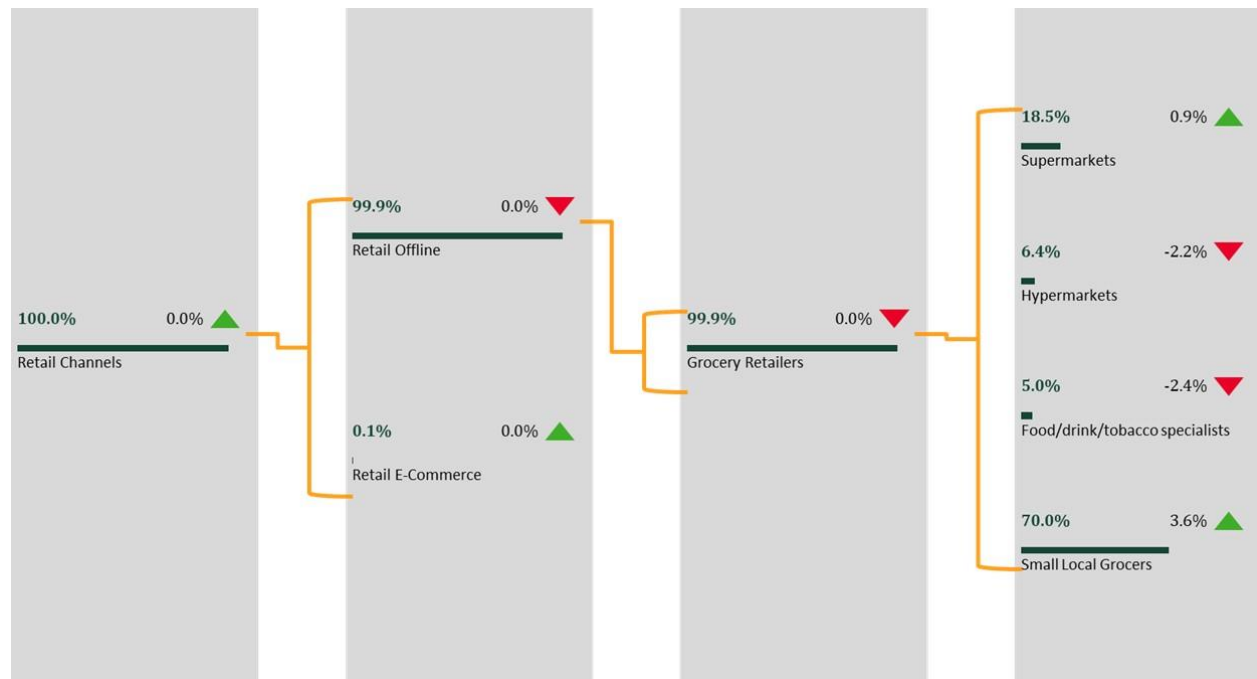 100.0% 0.0%
Retail Channels
99.9% 0.0%
Retail Offline
0.1% 0.0%
Retail E-Commerce
99.9% 0.0%
Grocery Retailers
18.5% 0.9%
Supermarkets
6.4% -2.2%
Hypermarkets
5.0% -2.4%
Food/drink/tobacco specialists
70.0% 3.6%
Small Local Grocers